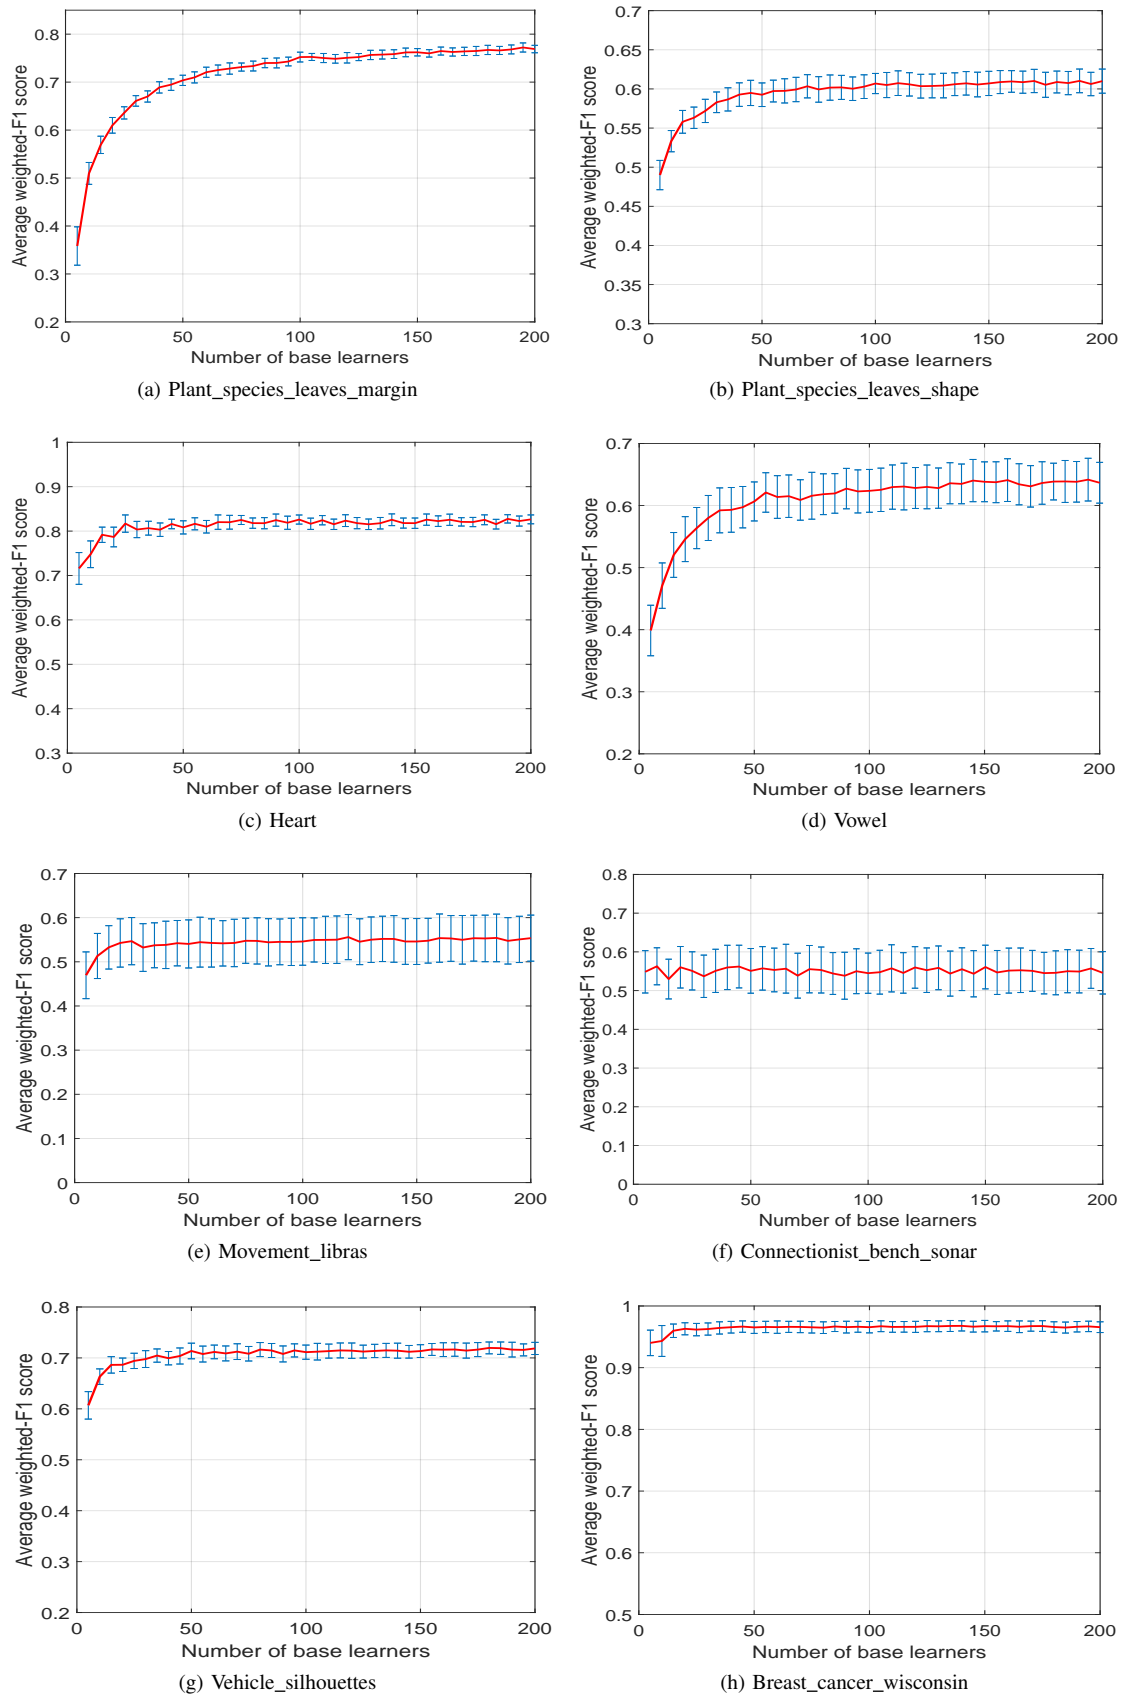 0.8
0.7
0.6
0.5
0.4
0.3
0.2
0 50 100 150 200
Average weighted-F1 score
Number of base learners
(a) Plant_species_leaves_margin
0.7
0.65
0.6
0.55
0.5
0.45
0.4
0.35
0.3
0 50 100 150 200
Average weighted-F1 score
Number of base learners
(b) Plant_species_leaves_shape
1
0.9
0.8
0.7
0.6
0.5
0.4
0.3
0 50 100 150 200
Average weighted-F1 score
Number of base learners
(c) Heart
0.7
0.6
0.5
0.4
0.3
0.2
0 50 100 150 200
Average weighted-F1 score
Number of base learners
(d) Vowel
0.7
0.6
0.5
0.4
0.3
0.2
0.1
0
0 50 100 150 200
Average weighted-F1 score
Number of base learners
(e) Movement_libras
0.8
0.7
0.6
0.5
0.4
0.3
0.2
0.1
0
0 50 100 150 200
Average weighted-F1 score
Number of base learners
(f) Connectionist_bench_sonar
0.8
0.7
0.6
0.5
0.4
0.3
0.2
0 50 100 150 200
Average weighted-F1 score
Number of base learners
(g) Vehicle_silhouettes
1
0.9
0.8
0.7
0.6
0.5
0 50 100 150 200
Average weighted-F1 score
Number of base learners
(h) Breast_cancer_wisconsin